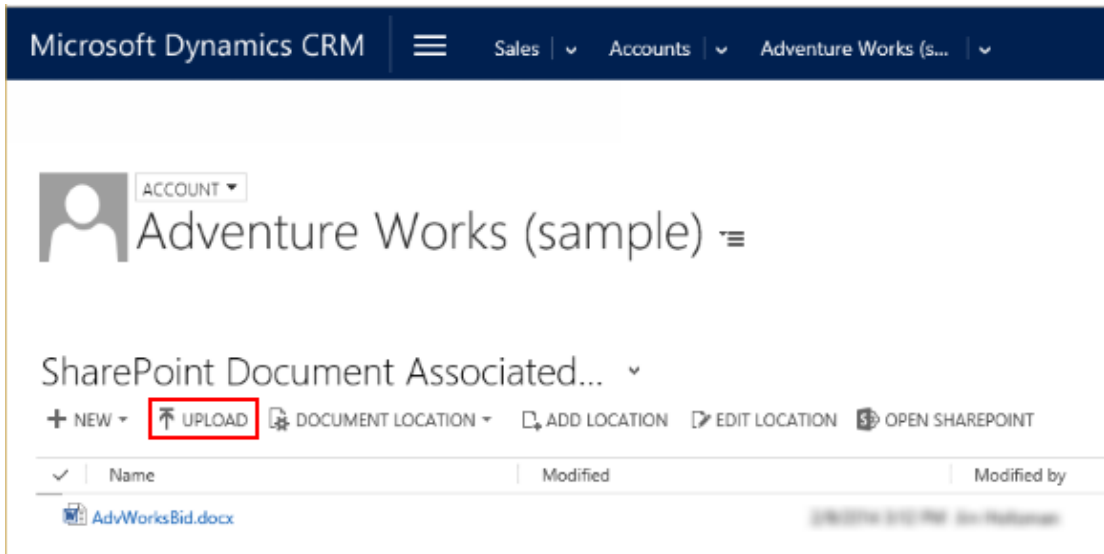 Microsoft Dynamics CRM Sales Accounts Adventure Works (s...
ACCOUNT
Adventure Works (sample)
SharePoint Document Associated...
NEW UPLOAD DOCUMENT LOCATION ADD LOCATION EDIT LOCATION OPEN SHAREPOINT
Name Modified Modified by
AdvWorksBid.docx